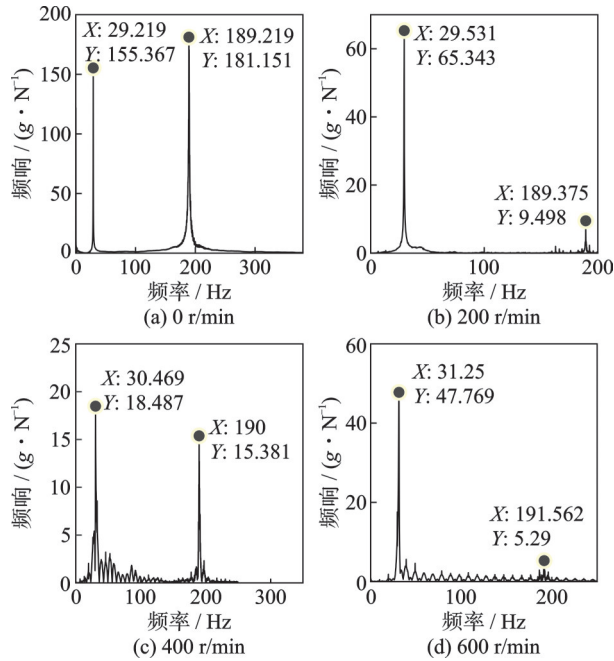 200
150
100
50
0
频响 / (g · N⁻¹)
X: 29.219
Y: 155.367
X: 189.219
Y: 181.151
0 100 200 300
频率 / Hz
(a) 0 r/min
60
40
20
0
频响 / (g · N⁻¹)
X: 29.531
Y: 65.343
X: 189.375
Y: 9.498
0 100 200
频率 / Hz
(b) 200 r/min
25
20
15
10
5
0
频响 / (g · N⁻¹)
X: 30.469
Y: 18.487
X: 190
Y: 15.381
0 100 200 300
频率 / Hz
(c) 400 r/min
60
40
20
0
频响 / (g · N⁻¹)
X: 31.25
Y: 47.769
X: 191.562
Y: 5.29
0 100 200
频率 / Hz
(d) 600 r/min